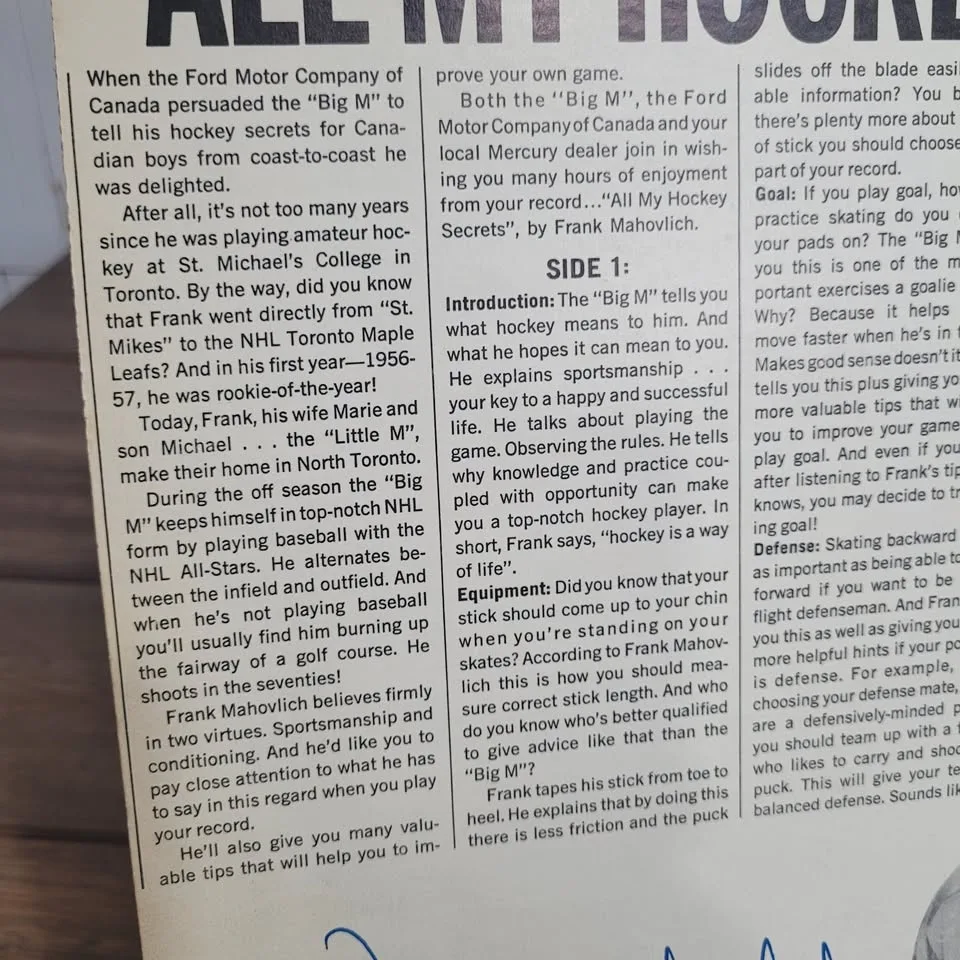 ALL MY HOCKE
When the Ford Motor Company of
Canada persuaded the “Big M” to
tell his hockey secrets for Cana-
dian boys from coast-to-coast he
was delighted.
After all, it’s not too many years
since he was playing amateur hoc-
key at St. Michael’s College in
Toronto. By the way, did you know
that Frank went directly from “St.
Mikes” to the NHL Toronto Maple
Leafs? And in his first year—1956-
57, he was rookie-of-the-year!
Today, Frank, his wife Marie and
son Michael . . . the “Little M”,
make their home in North Toronto.
During the off season the “Big
M” keeps himself in top-notch NHL
form by playing baseball with the
NHL All-Stars. He alternates be-
tween the infield and outfield. And
when he’s not playing baseball
you’ll usually find him burning up
the fairway of a golf course. He
shoots in the seventies!
Frank Mahovlich believes firmly
in two virtues. Sportsmanship and
conditioning. And he’d like you to
pay close attention to what he has
to say in this regard when you play
your record.
He’ll also give you many valu-
able tips that will help you to im-
prove your own game.
Both the “Big M”, the Ford
Motor Company of Canada and your
local Mercury dealer join in wish-
ing you many hours of enjoyment
from your record...“All My Hockey
Secrets”, by Frank Mahovlich.
SIDE 1:
Introduction: The “Big M” tells you
what hockey means to him. And
what he hopes it can mean to you.
He explains sportsmanship . . .
your key to a happy and successful
life. He talks about playing the
game. Observing the rules. He tells
why knowledge and practice cou-
pled with opportunity can make
you a top-notch hockey player. In
short, Frank says, “hockey is a way
of life”.
Equipment: Did you know that your
stick should come up to your chin
when you’re standing on your
skates? According to Frank Mahov-
lich this is how you should mea-
sure correct stick length. And who
do you know who’s better qualified
to give advice like that than the
“Big M”?
Frank tapes his stick from toe to
heel. He explains that by doing this
there is less friction and the puck
slides off the blade easi
able information? You b
there’s plenty more about
of stick you should choose
part of your record.
Goal: If you play goal, ho
practice skating do you
your pads on? The “Big M
you this is one of the m
portant exercises a goalie
Why? Because it helps
move faster when he’s in
Makes good sense doesn’t it
tells you this plus giving yo
more valuable tips that wi
you to improve your game
play goal. And even if you
after listening to Frank’s tip
knows, you may decide to tr
ing goal!
Defense: Skating backward
as important as being able to
forward if you want to be
flight defenseman. And Fran
you this as well as giving you
more helpful hints if your po
is defense. For example,
choosing your defense mate,
are a defensively-minded p
you should team up with a
who likes to carry and shoo
puck. This will give your te
balanced defense. Sounds lik